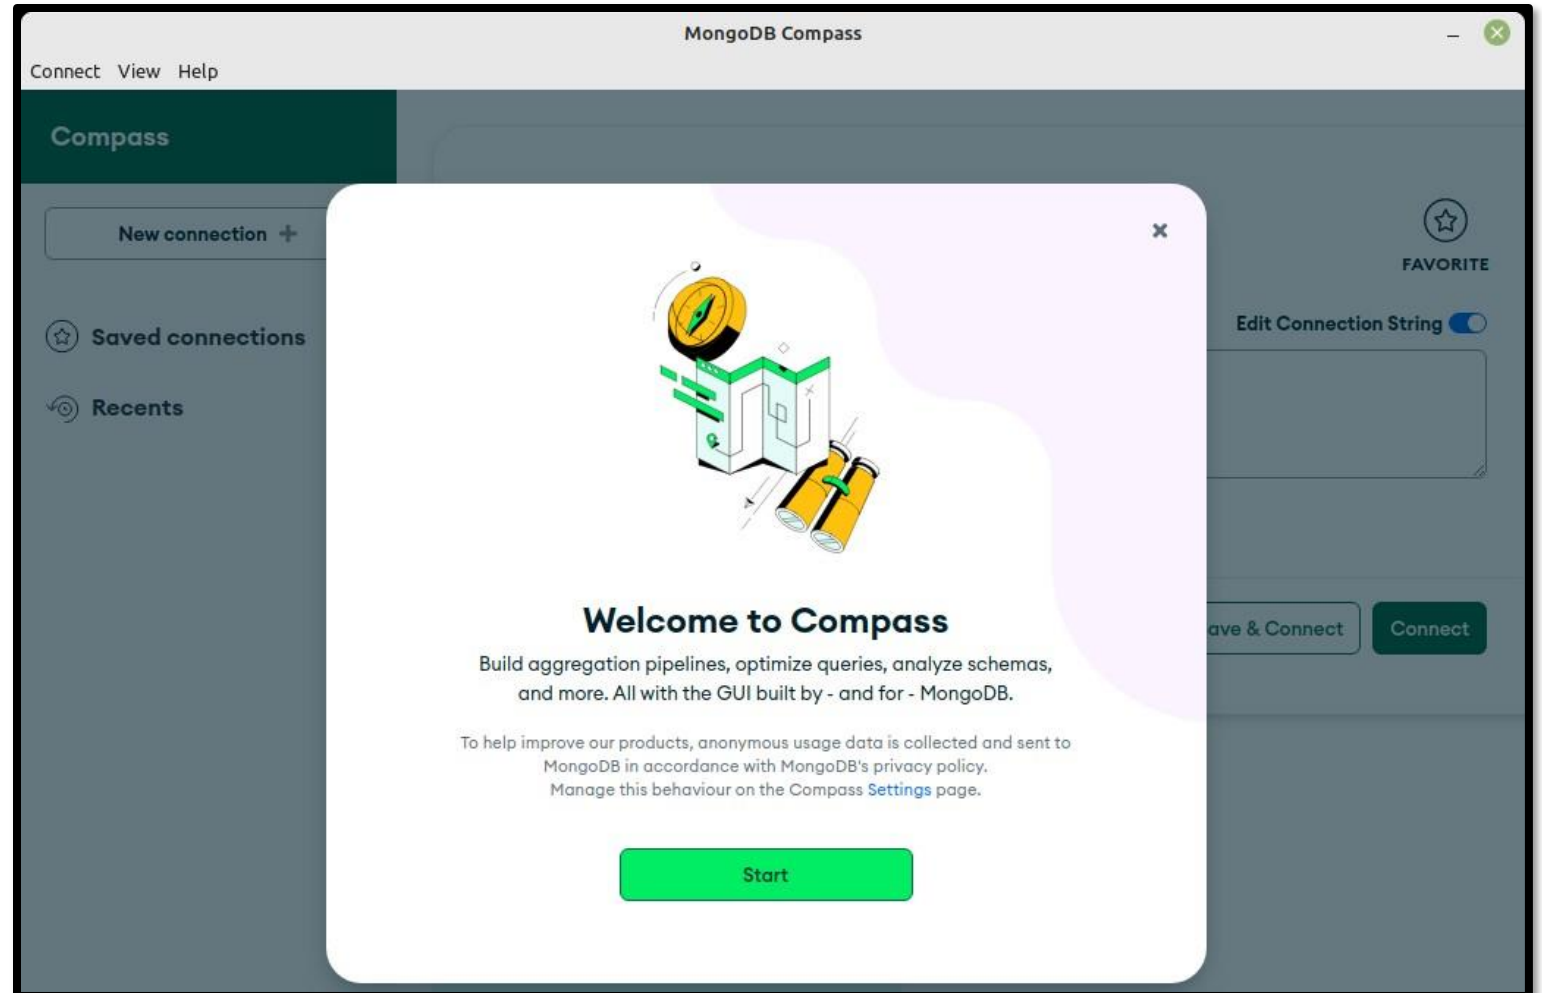 MongoDB Compass
Connect View Help
Compass
New connection
Saved connections
Recents
FAVORITE
Edit Connection String
Welcome to Compass
Build aggregation pipelines, optimize queries, analyze schemas,
and more. All with the GUI built by - and for - MongoDB.
To help improve our products, anonymous usage data is collected and sent to
MongoDB in accordance with MongoDB's privacy policy.
Manage this behaviour on the Compass Settings page.
Start
ave & Connect
Connect